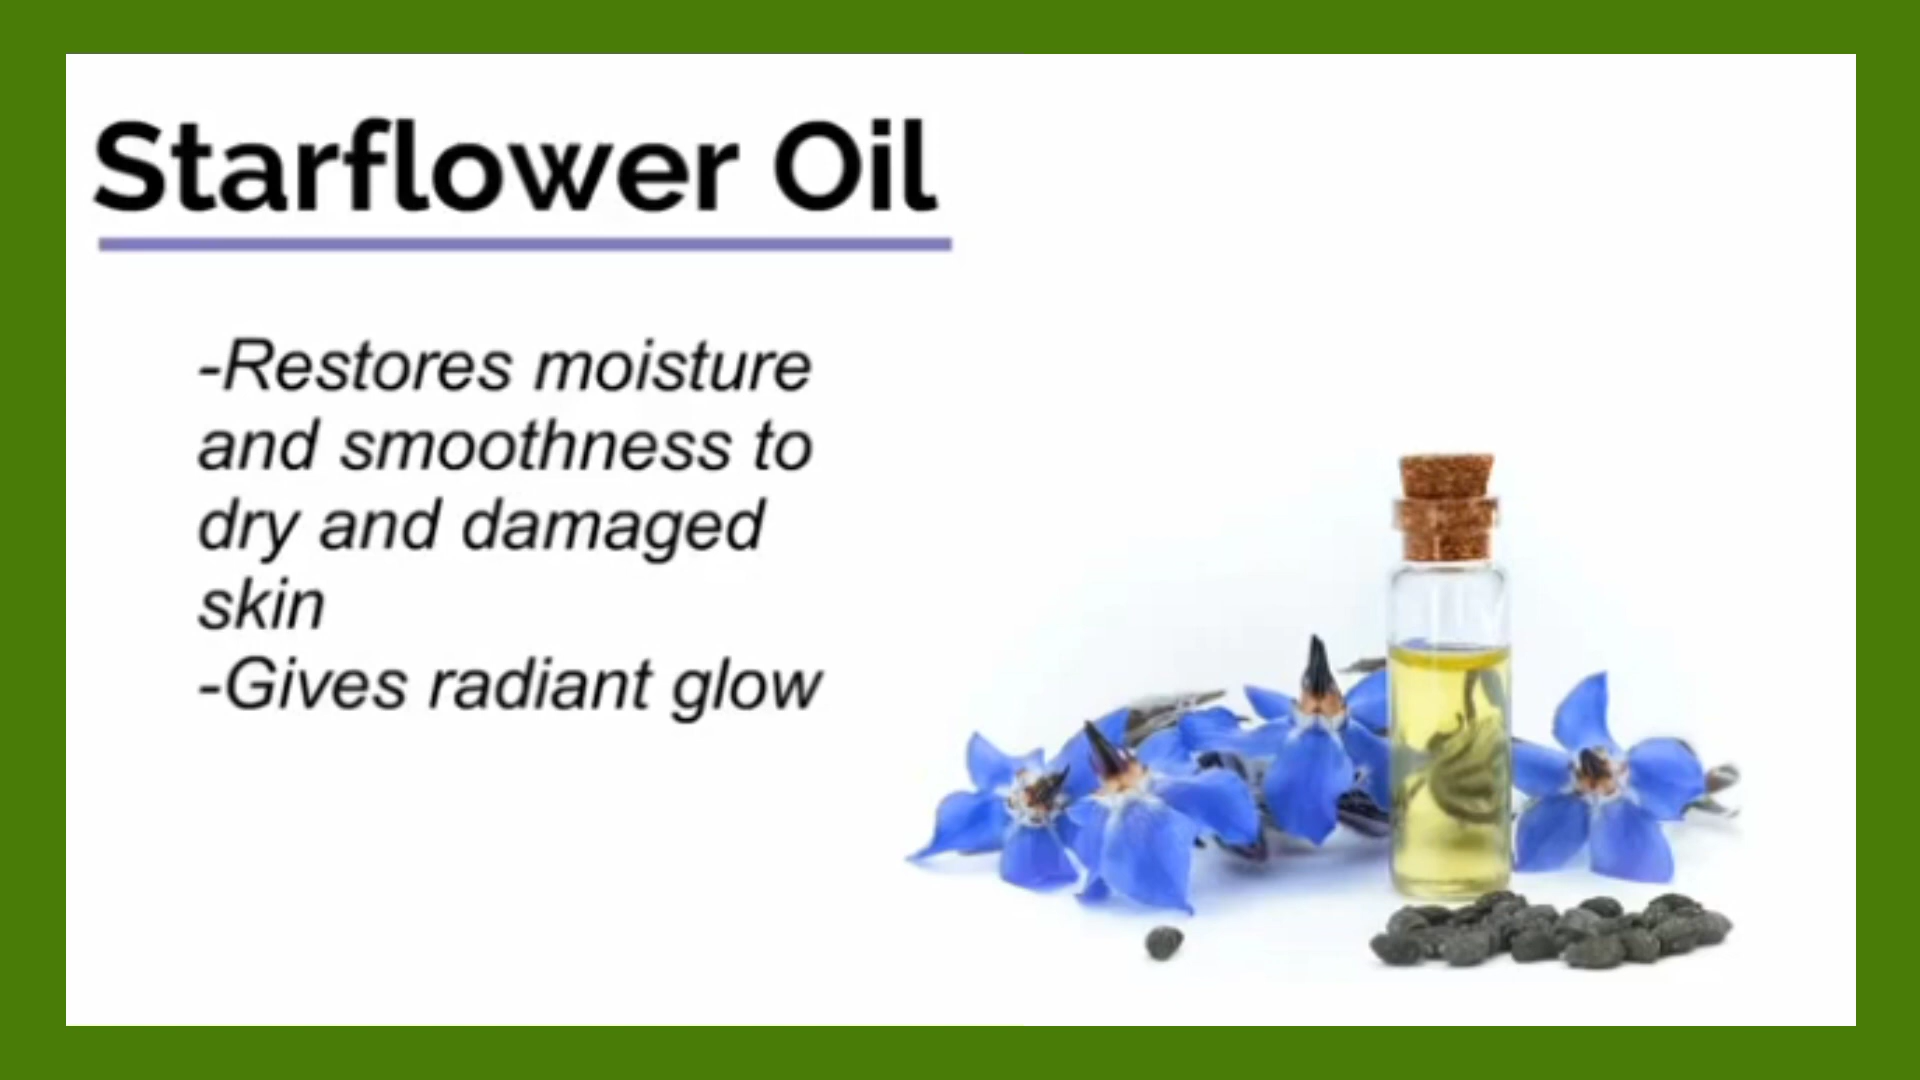 Starflower Oil
-Restores moisture
and smoothness to
dry and damaged
skin
-Gives radiant glow